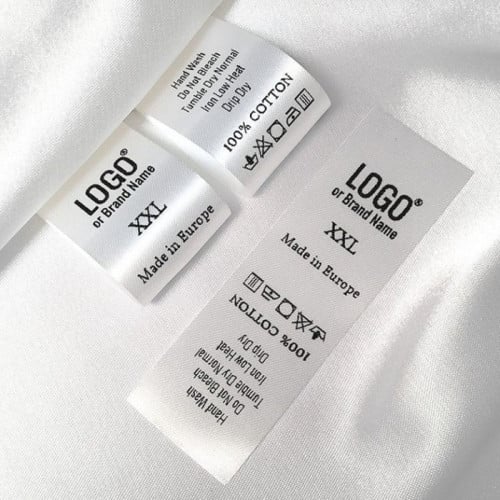 Hand Wash
Do Not Bleach
Tumble Dry Normal
Iron Low Heat
Drip Dry
100% COTTON
LOGO®
or Brand Name
XXL
Made in Europe
LOGO®
or Brand Name
XXL
Made in Europe
100% COTTON
Drip Dry
Iron Low Heat
Tumble Dry Normal
Do Not Bleach
Hand Wash